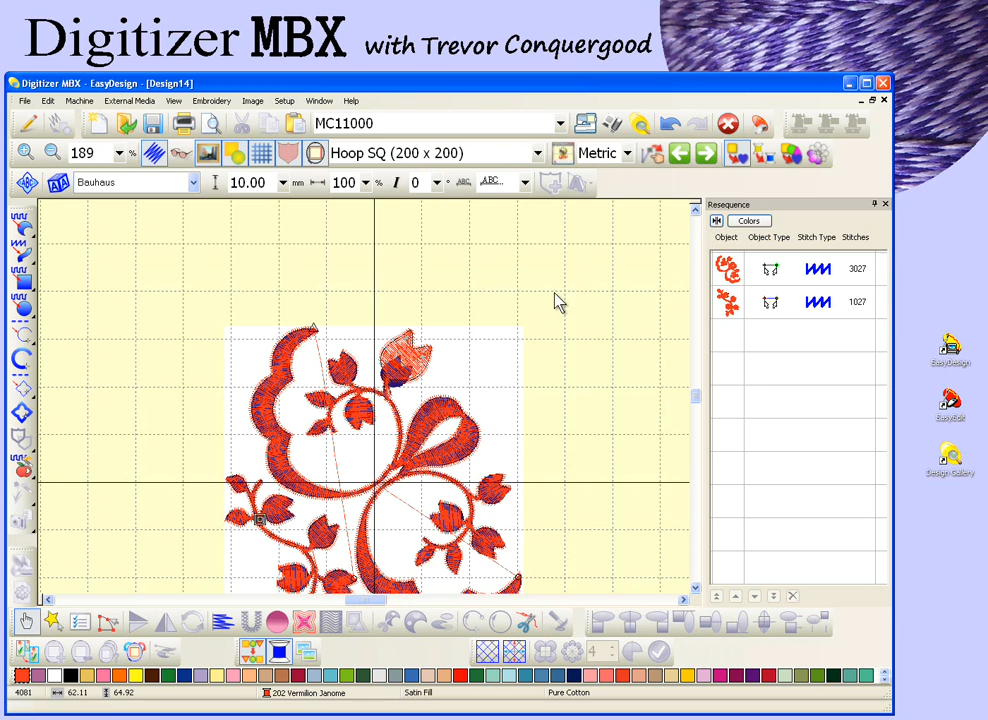 Digitizer MBX with Trevor Conquergood
Digitizer MBX - EasyDesign - [Design14]
File Edit Machine External Media View Embroidery Image Setup Window Help
MC11000
189 % Hoop SQ (200 x 200) Metric
Bauhaus 10.00 mm 100 % I 0 ° ABC ABC...
Resequence
Colors
Object Object Type Stitch Type Stitches
3027
1027
EasyDesign
EasyEdit
Design Gallery
4
4081 62.11 64.92 202 Vermilion Janome Satin Fill Pure Cotton